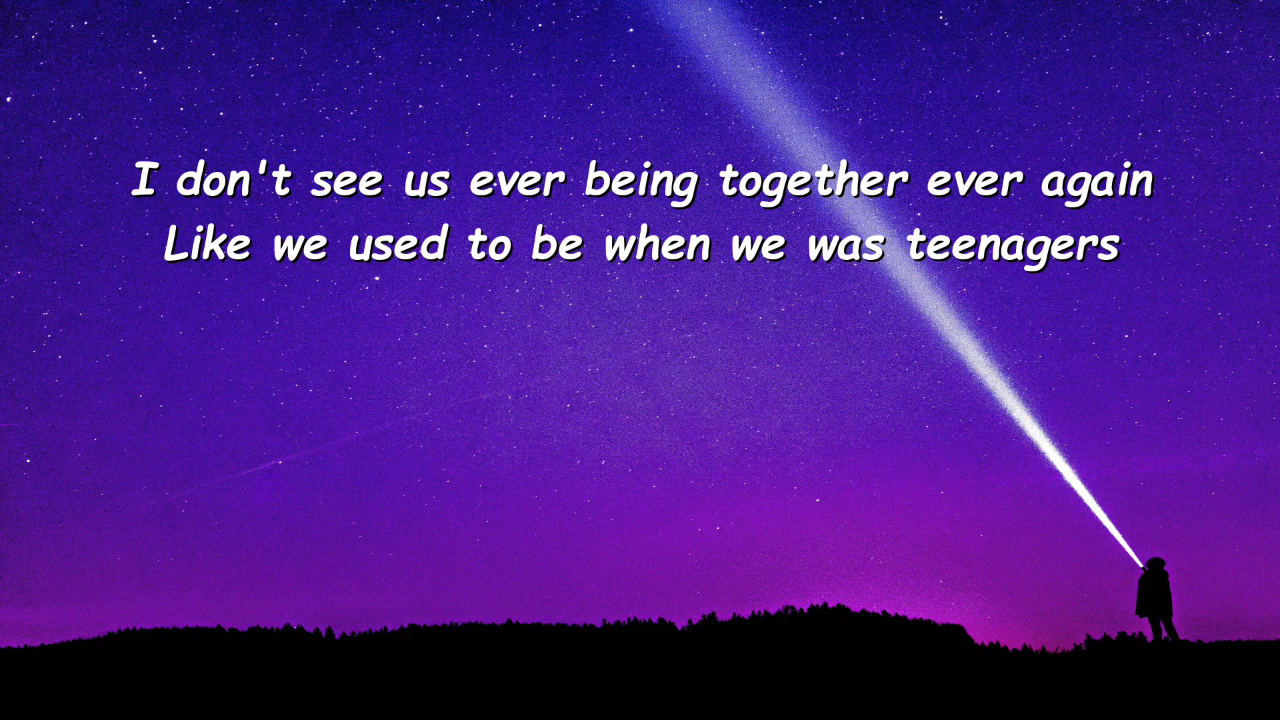 I don't see us ever being together ever again
Like we used to be when we was teenagers